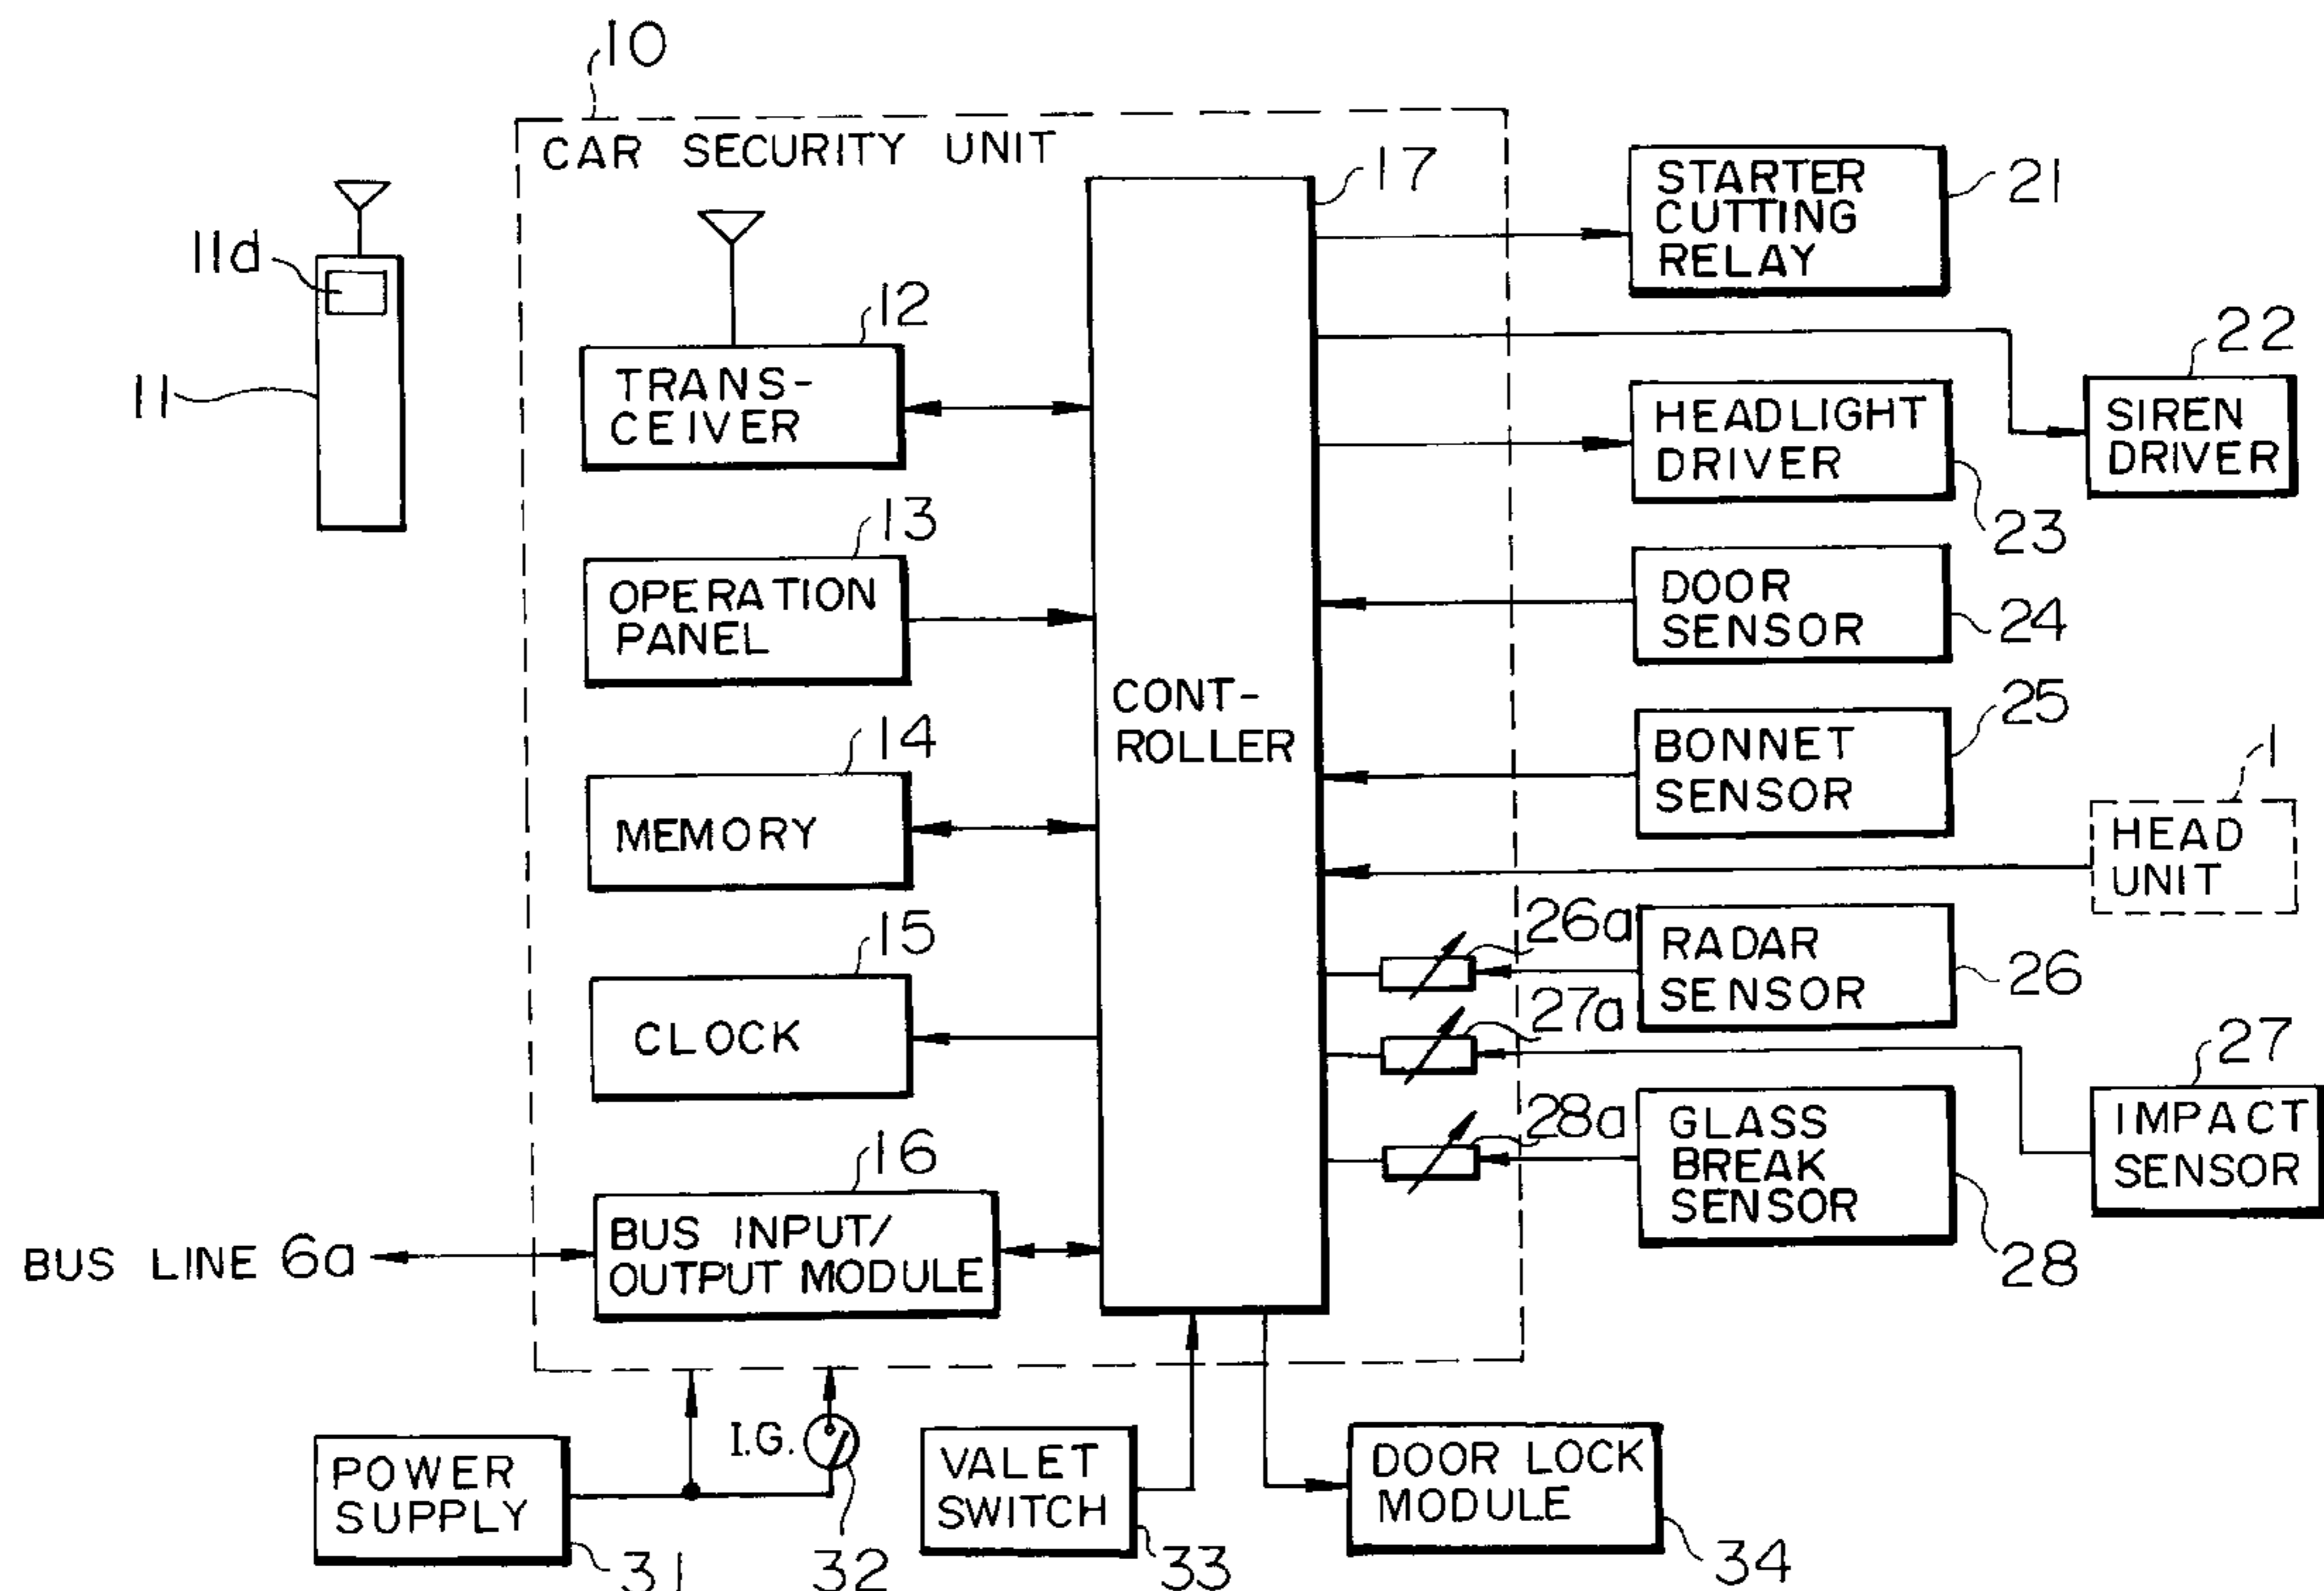 10
CAR SECURITY UNIT
17
STARTER
CUTTING
RELAY
21
11d
11
12
TRANS-
CEIVER
22
SIREN
DRIVER
HEADLIGHT
DRIVER
23
13
OPERATION
PANEL
DOOR
SENSOR
24
CONT-
ROLLER
25
BONNET
SENSOR
14
MEMORY
1
HEAD
UNIT
26a
RADAR
SENSOR
26
15
CLOCK
27a
27
IMPACT
SENSOR
28a
GLASS
BREAK
SENSOR
28
16
BUS INPUT/
OUTPUT MODULE
BUS LINE 6a
I.G.
POWER
SUPPLY
31
32
VALET
SWITCH
33
DOOR LOCK
MODULE
34